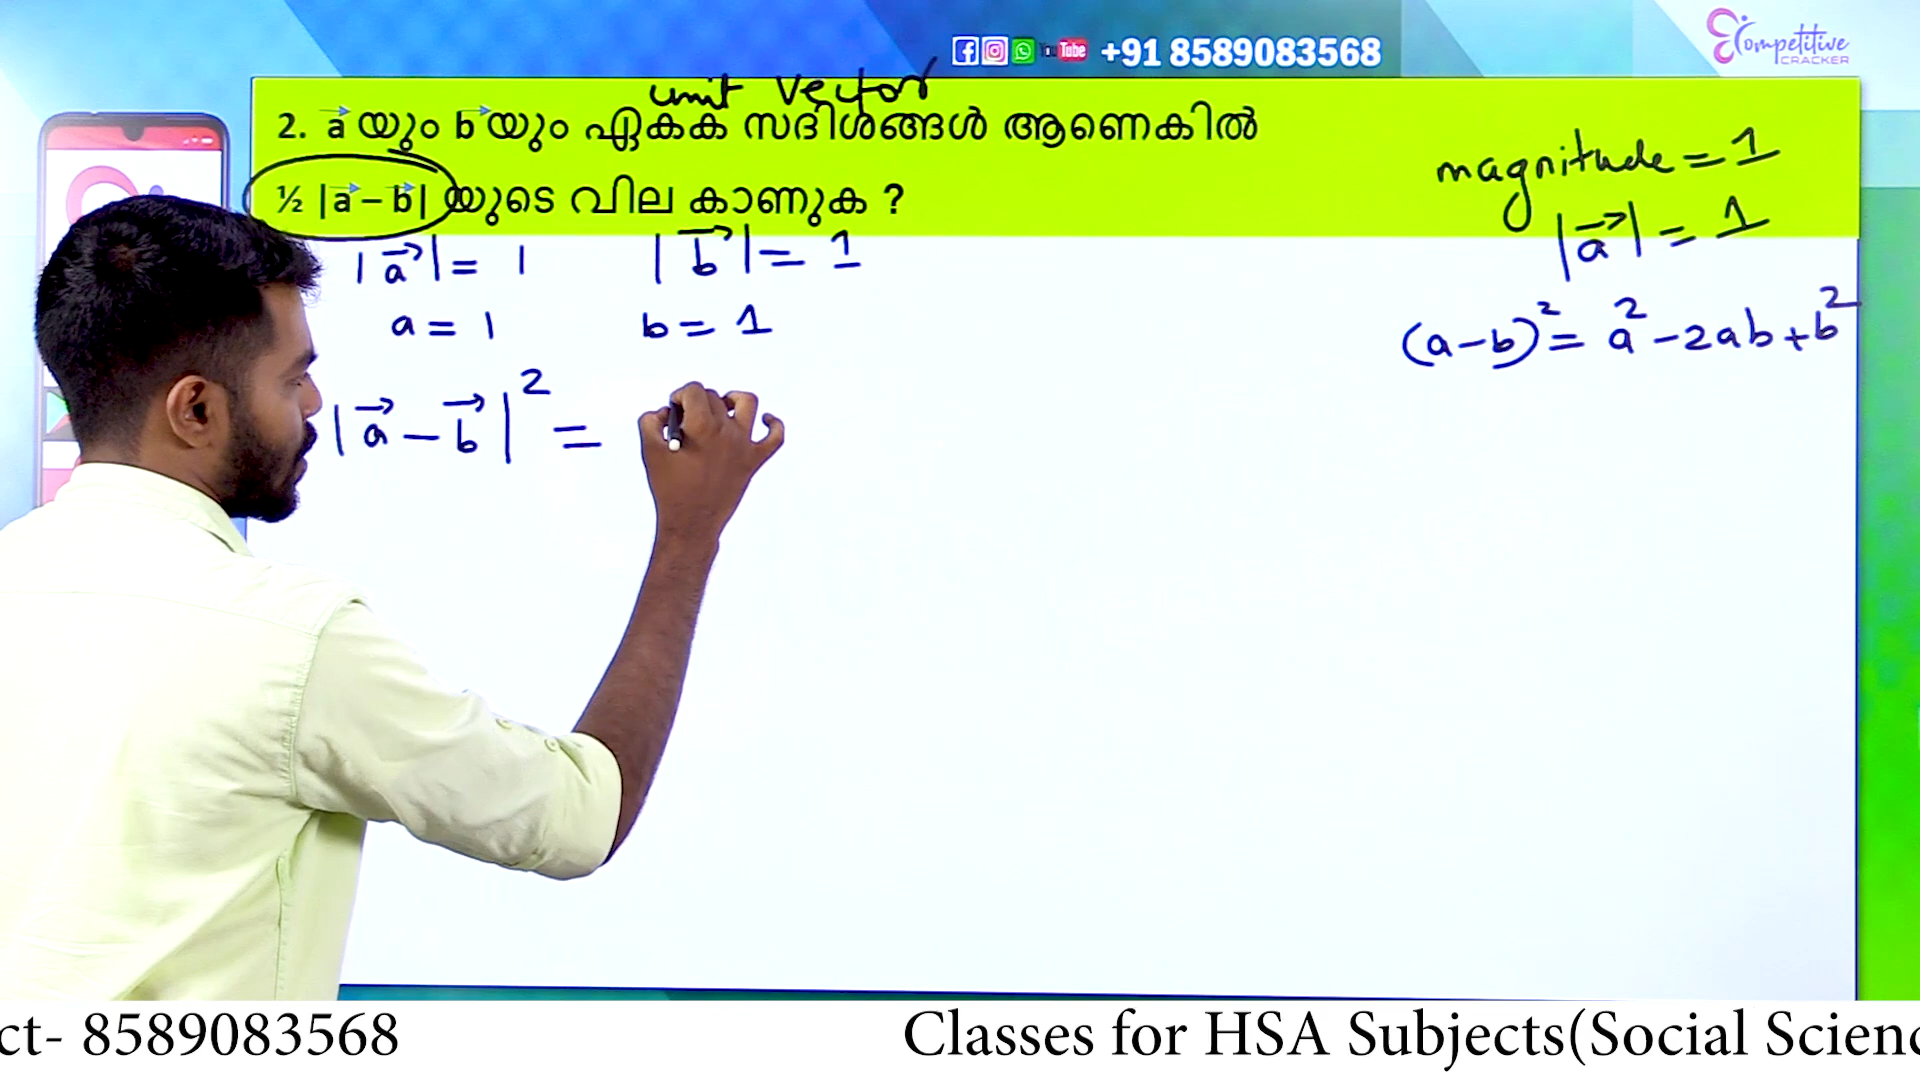 +91 8589083568
Competitive
CRACKER
unit vector
2. a⃗ യും b⃗ യും ഏകക സദിശങ്ങൾ ആണെകിൽ
½ |a⃗ – b⃗| യുടെ വില കാണുക ?
magnitude = 1
|a⃗| = 1
|a⃗| = 1 |b⃗| = 1
a = 1 b = 1
(a-b)² = a² - 2ab + b²
|a⃗ - b⃗|² =
ct- 8589083568 Classes for HSA Subjects(Social Scienc